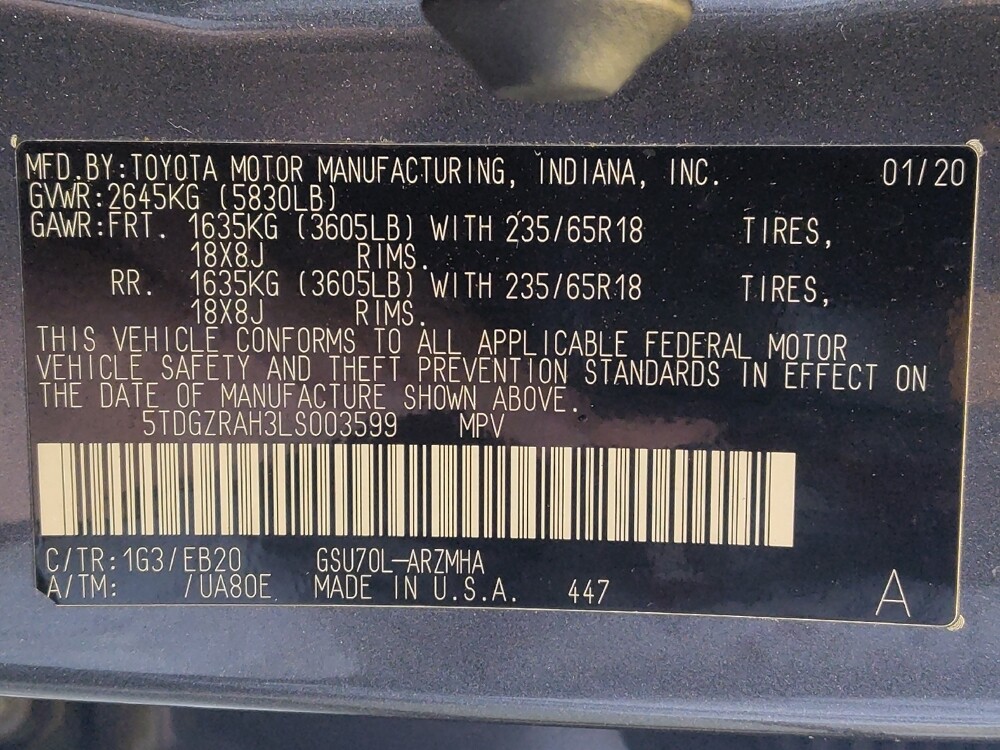 MFD.BY:TOYOTA MOTOR MANUFACTURING, INDIANA, INC. 01/20
GVWR:2645KG (5830LB)
GAWR:FRT. 1635KG (3605LB) WITH 235/65R18 TIRES,
18X8J RIMS.
RR. 1635KG (3605LB) WITH 235/65R18 TIRES,
18X8J RIMS.
THIS VEHICLE CONFORMS TO ALL APPLICABLE FEDERAL MOTOR
VEHICLE SAFETY AND THEFT PREVENTION STANDARDS IN EFFECT ON
THE DATE OF MANUFACTURE SHOWN ABOVE.
5TDGZRAH3LS003599 MPV
C/TR:1G3/EB20 GSU70L-ARZMHA
A/TM: /UA80E MADE IN U.S.A. 447 A